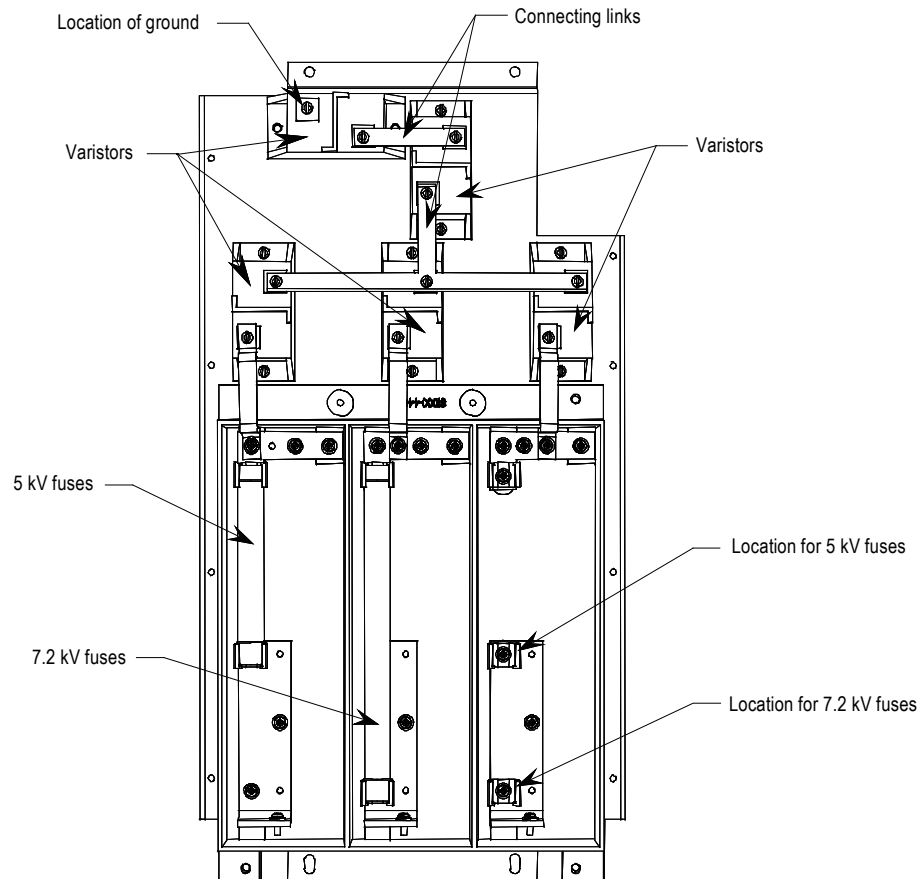 Location of ground
Connecting links
Varistors
Varistors
5 kV fuses
Location for 5 kV fuses
7.2 kV fuses
Location for 7.2 kV fuses